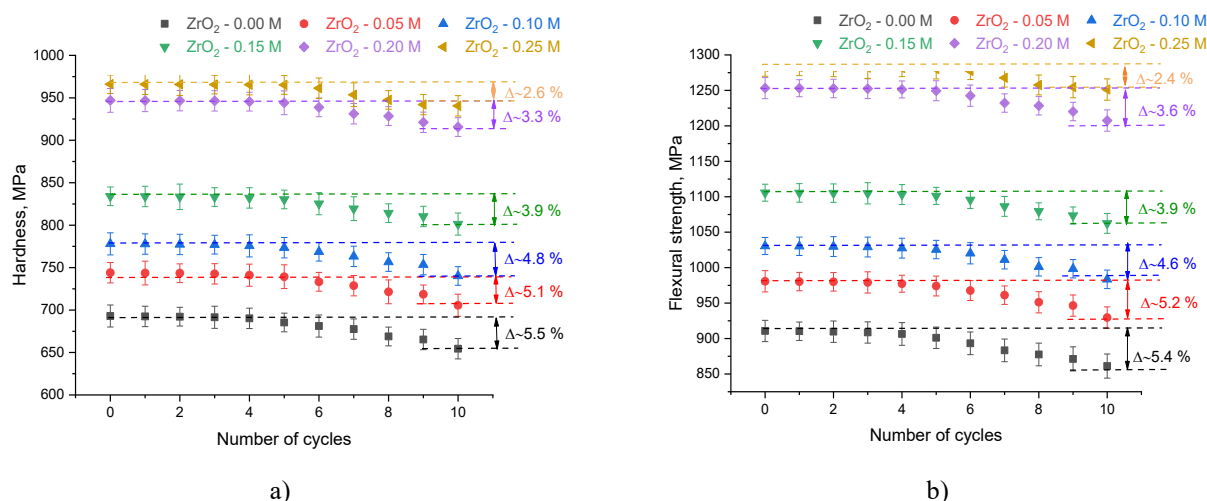 ZrO₂ - 0.00 M ZrO₂ - 0.05 M ZrO₂ - 0.10 M
ZrO₂ - 0.15 M ZrO₂ - 0.20 M ZrO₂ - 0.25 M
1000
950
900
850
800
750
700
650
600
Hardness, MPa
Δ~2.6 %
Δ~3.3 %
Δ~3.9 %
Δ~4.8 %
Δ~5.1 %
Δ~5.5 %
0 2 4 6 8 10
Number of cycles
a)
ZrO₂ - 0.00 M ZrO₂ - 0.05 M ZrO₂ - 0.10 M
ZrO₂ - 0.15 M ZrO₂ - 0.20 M ZrO₂ - 0.25 M
1300
1250
1200
1150
1100
1050
1000
950
900
850
Flexural strength, MPa
Δ~2.4 %
Δ~3.6 %
Δ~3.9 %
Δ~4.6 %
Δ~5.2 %
Δ~5.4 %
0 2 4 6 8 10
Number of cycles
b)